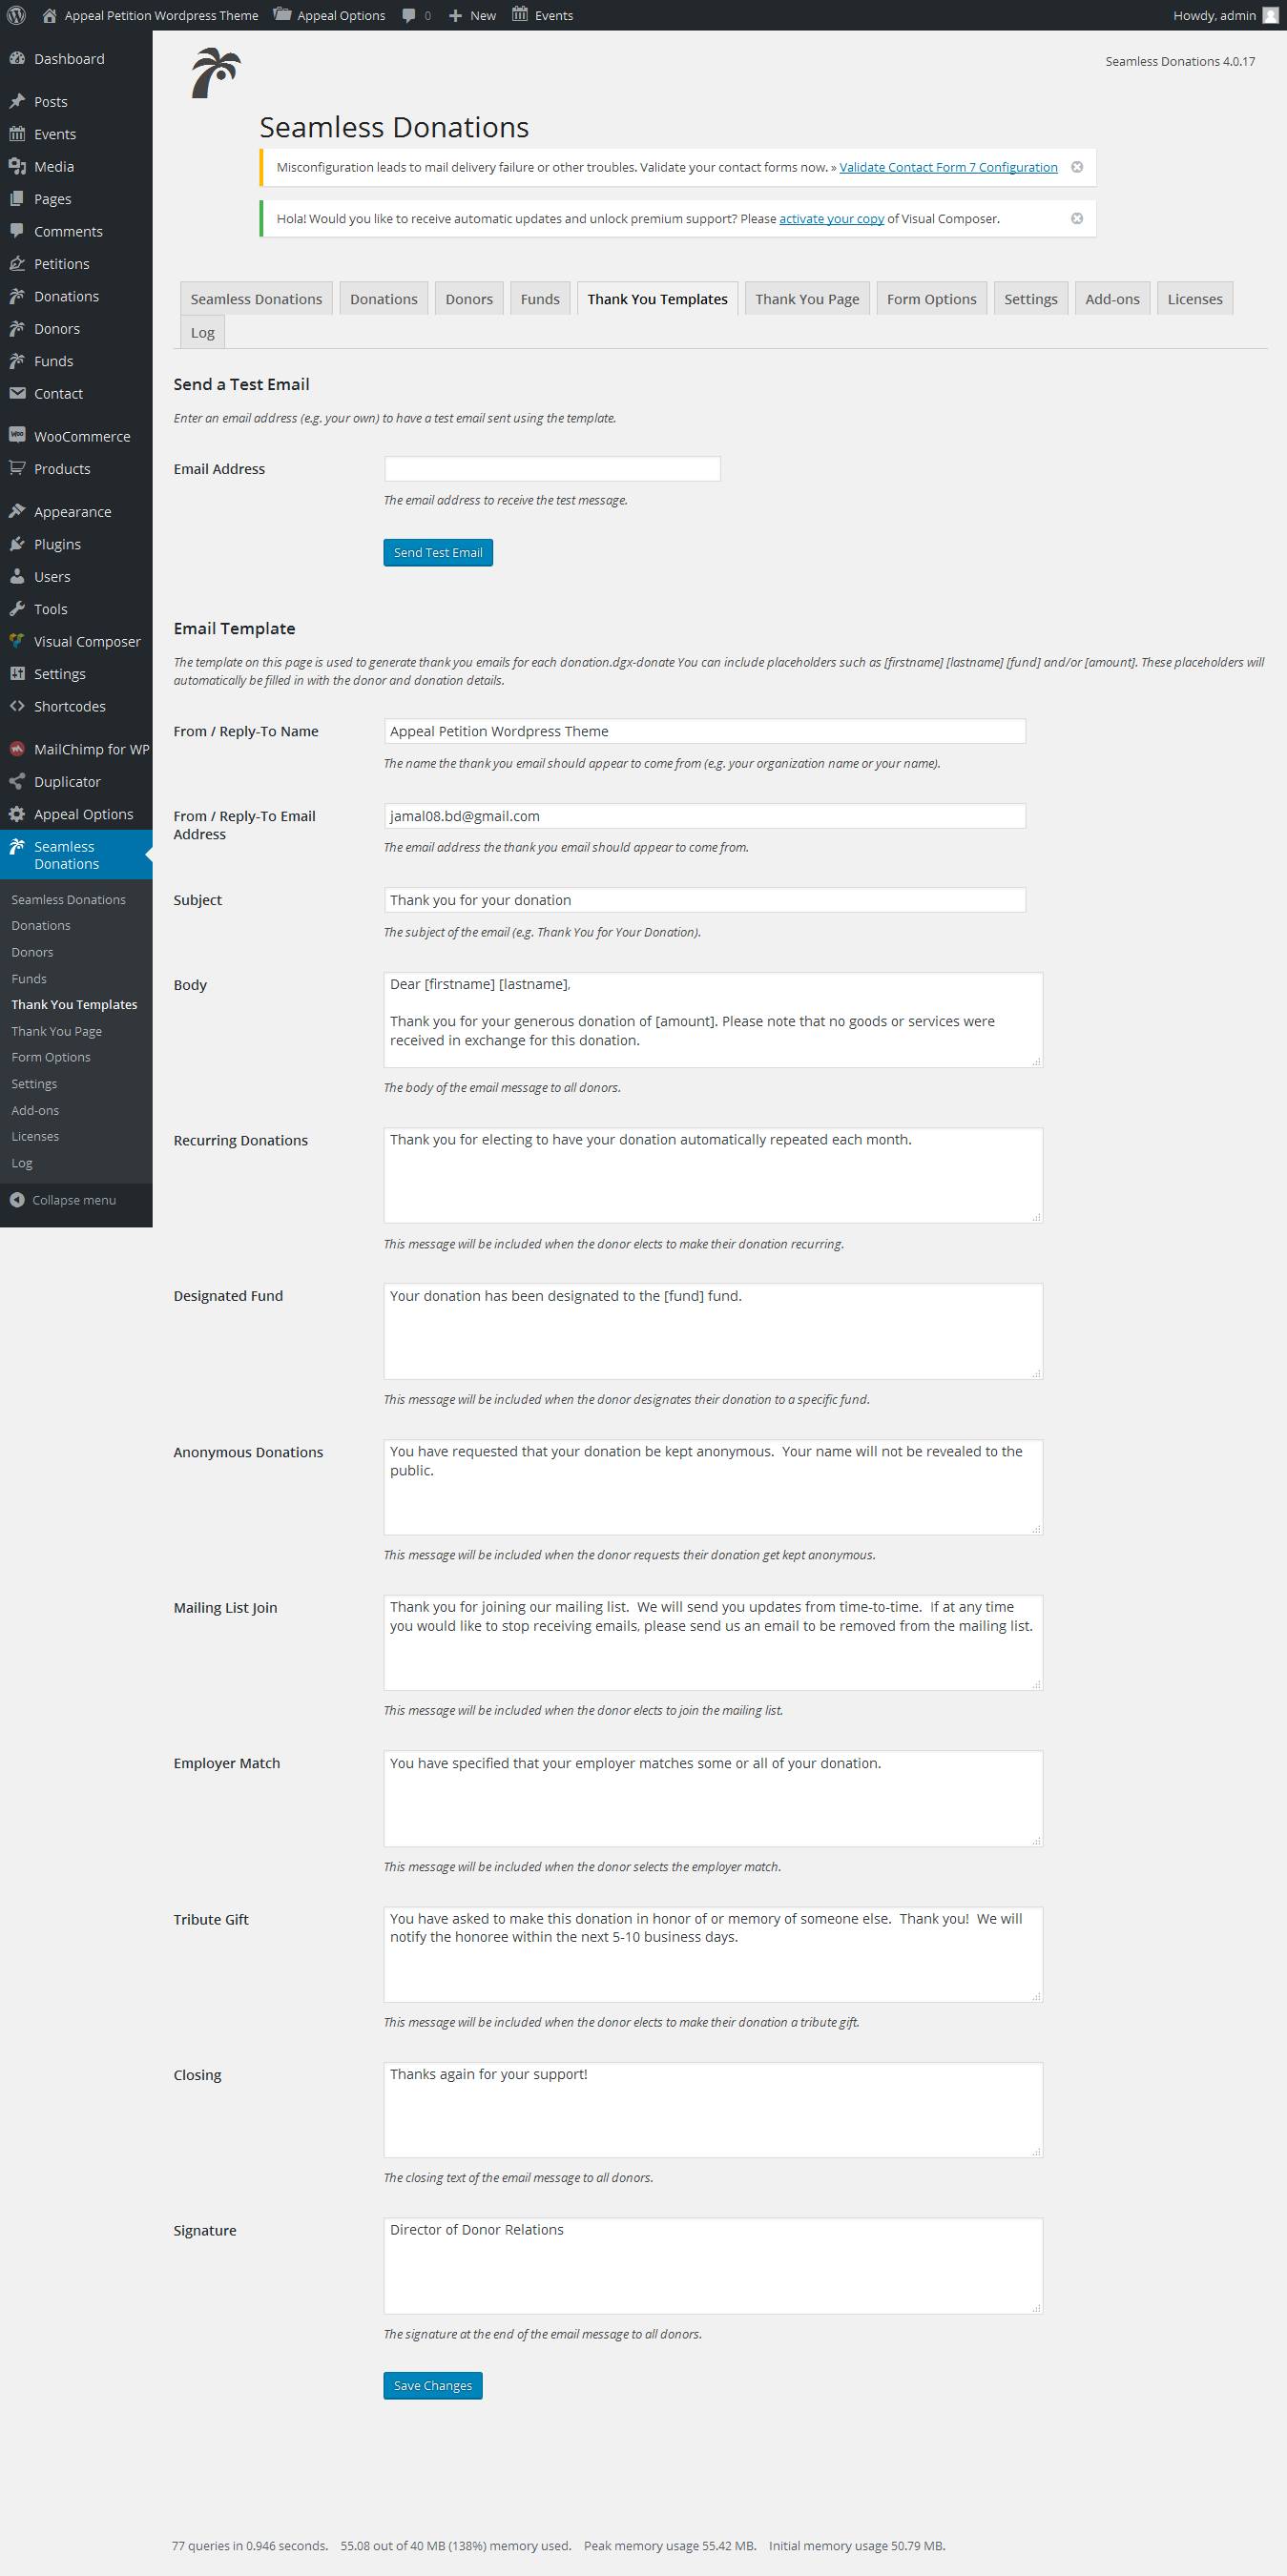 Appeal Petition Wordpress Theme Appeal Options 0 New Events Howdy, admin
Dashboard
Posts
Events
Media
Pages
Comments
Petitions
Donations
Donors
Funds
Contact
WooCommerce
Products
Appearance
Plugins
Users
Tools
Visual Composer
Settings
Shortcodes
MailChimp for WP
Duplicator
Appeal Options
Seamless
Donations
Seamless Donations
Donations
Donors
Funds
Thank You Templates
Thank You Page
Form Options
Settings
Add-ons
Licenses
Log
Collapse menu
Seamless Donations 4.0.17
Seamless Donations
Misconfiguration leads to mail delivery failure or other troubles. Validate your contact forms now. » Validate Contact Form 7 Configuration
Hola! Would you like to receive automatic updates and unlock premium support? Please activate your copy of Visual Composer.
Seamless Donations Donations Donors Funds Thank You Templates Thank You Page Form Options Settings Add-ons Licenses
Log
Send a Test Email
Enter an email address (e.g. your own) to have a test email sent using the template.
Email Address
The email address to receive the test message.
Send Test Email
Email Template
The template on this page is used to generate thank you emails for each donation.dgx-donate You can include placeholders such as [firstname] [lastname] [fund] and/or [amount]. These placeholders will
automatically be filled in with the donor and donation details.
From / Reply-To Name
Appeal Petition Wordpress Theme
The name the thank you email should appear to come from (e.g. your organization name or your name).
From / Reply-To Email
Address
jamal08.bd@gmail.com
The email address the thank you email should appear to come from.
Subject
Thank you for your donation
The subject of the email (e.g. Thank You for Your Donation).
Body
Dear [firstname] [lastname],
Thank you for your generous donation of [amount]. Please note that no goods or services were
received in exchange for this donation.
The body of the email message to all donors.
Recurring Donations
Thank you for electing to have your donation automatically repeated each month.
This message will be included when the donor elects to make their donation recurring.
Designated Fund
Your donation has been designated to the [fund] fund.
This message will be included when the donor designates their donation to a specific fund.
Anonymous Donations
You have requested that your donation be kept anonymous.  Your name will not be revealed to the
public.
This message will be included when the donor requests their donation get kept anonymous.
Mailing List Join
Thank you for joining our mailing list.  We will send you updates from time-to-time.  If at any time
you would like to stop receiving emails, please send us an email to be removed from the mailing list.
This message will be included when the donor elects to join the mailing list.
Employer Match
You have specified that your employer matches some or all of your donation.
This message will be included when the donor selects the employer match.
Tribute Gift
You have asked to make this donation in honor of or memory of someone else.  Thank you!  We will
notify the honoree within the next 5-10 business days.
This message will be included when the donor elects to make their donation a tribute gift.
Closing
Thanks again for your support!
The closing text of the email message to all donors.
Signature
Director of Donor Relations
The signature at the end of the email message to all donors.
Save Changes
77 queries in 0.946 seconds. 55.08 out of 40 MB (138%) memory used. Peak memory usage 55.42 MB. Initial memory usage 50.79 MB.